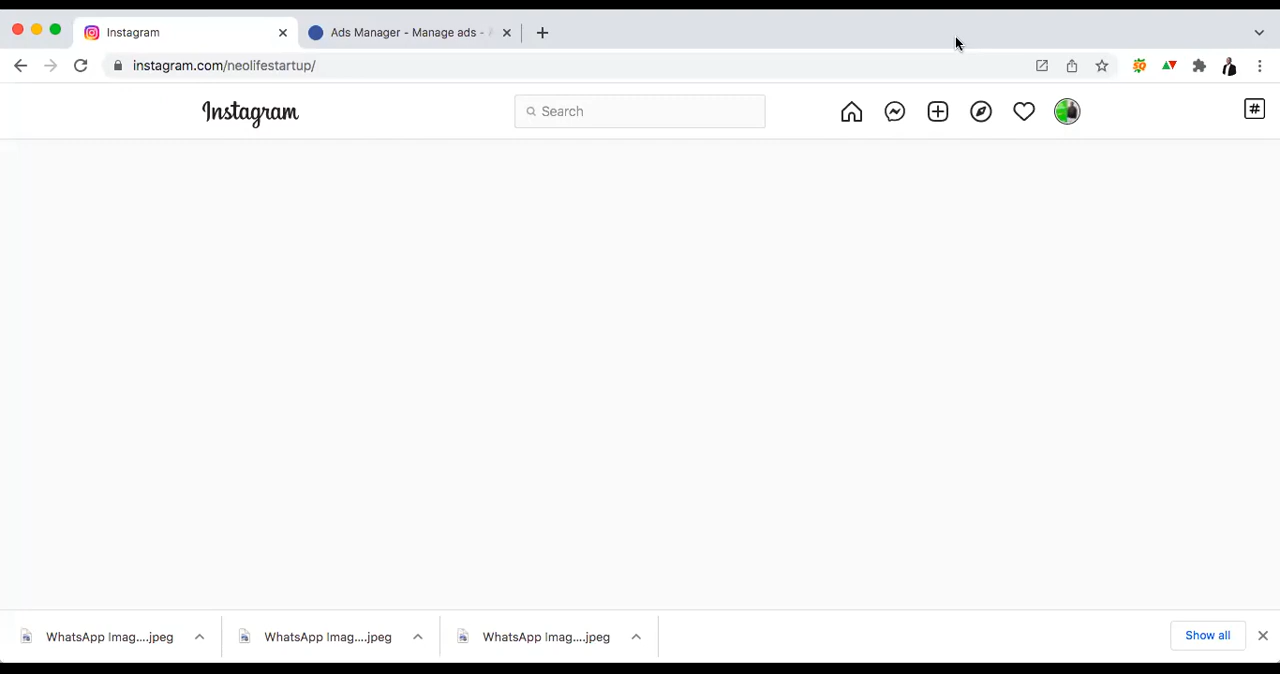 Instagram
Ads Manager - Manage ads -
instagram.com/neolifestartup/
Instagram
Search
#
WhatsApp Imag....jpeg
WhatsApp Imag....jpeg
WhatsApp Imag....jpeg
Show all